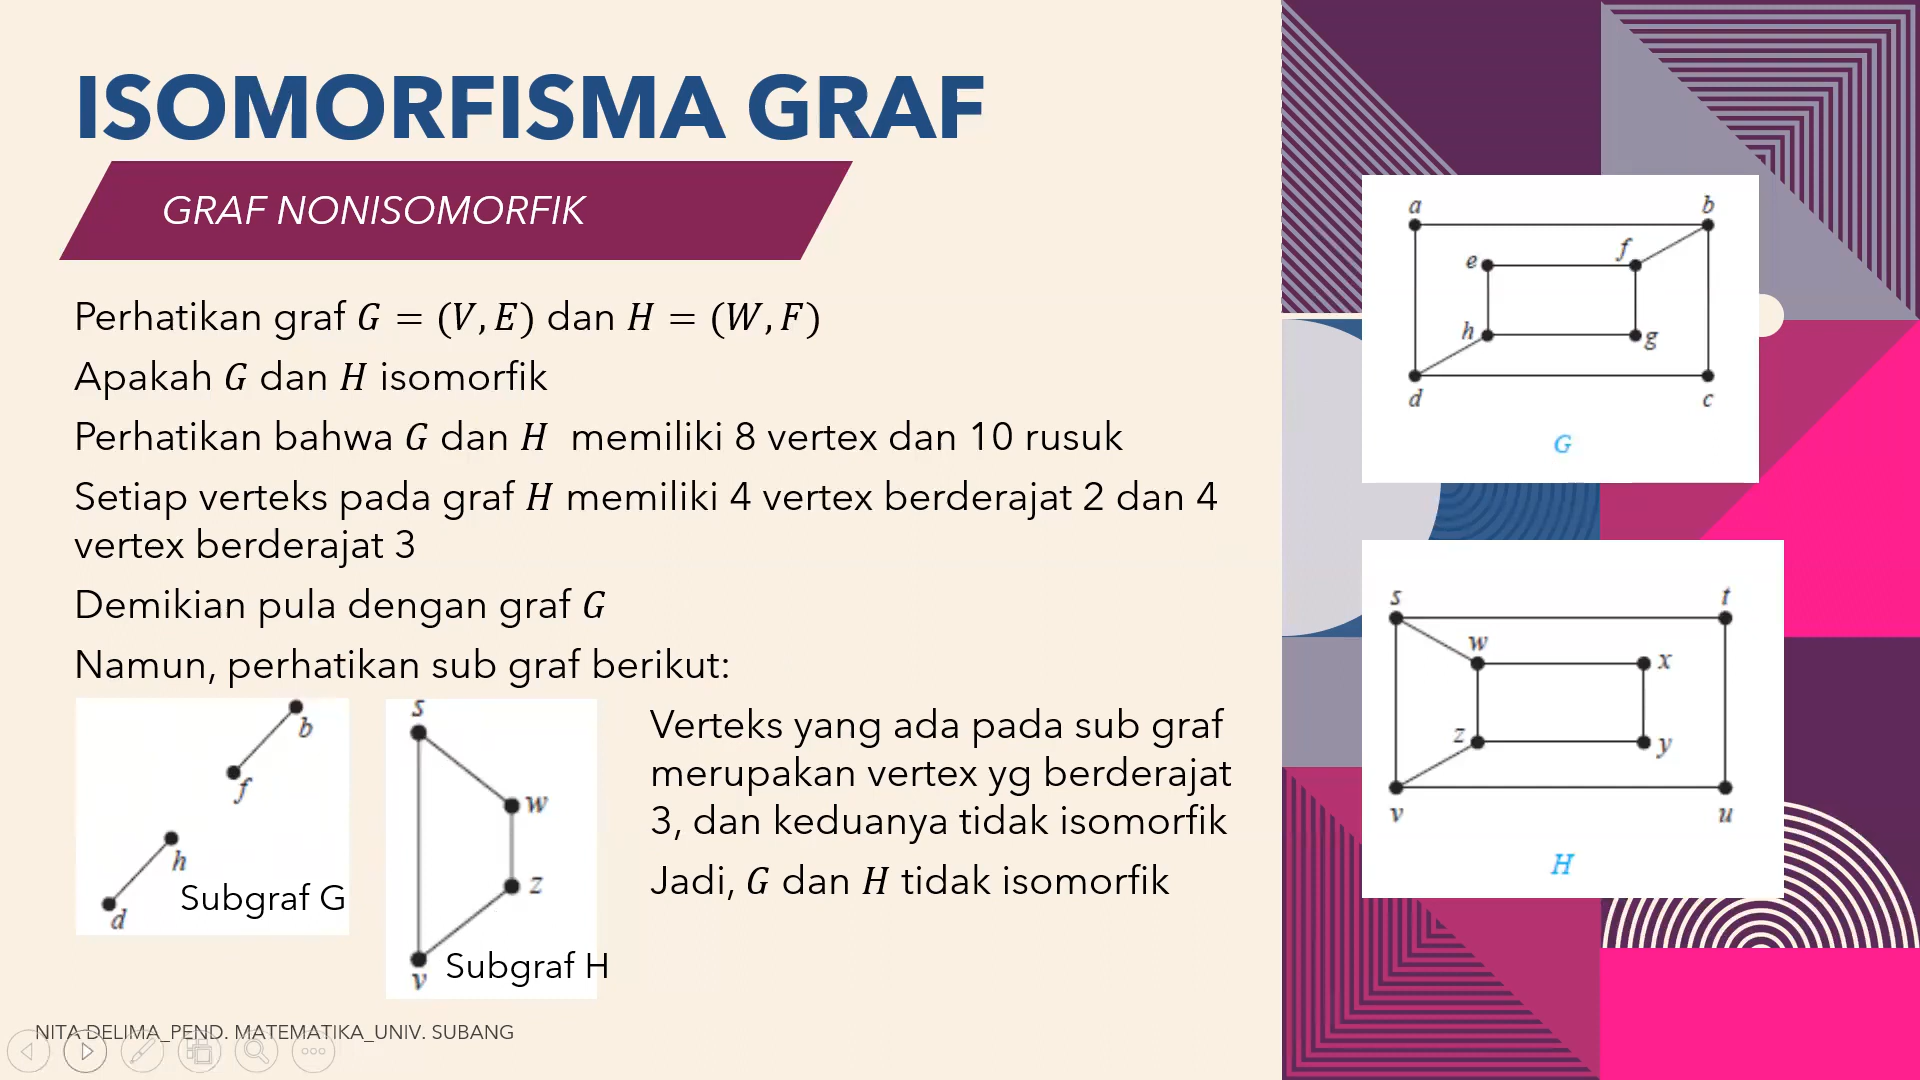 ISOMORFISMA GRAF
GRAF NONISOMORFIK
Perhatikan graf G = (V, E) dan H = (W, F)
Apakah G dan H isomorfik
Perhatikan bahwa G dan H memiliki 8 vertex dan 10 rusuk
Setiap verteks pada graf H memiliki 4 vertex berderajat 2 dan 4
vertex berderajat 3
Demikian pula dengan graf G
Namun, perhatikan sub graf berikut:
b
f
h
d
Subgraf G
s
w
z
v
Subgraf H
Verteks yang ada pada sub graf
merupakan vertex yg berderajat
3, dan keduanya tidak isomorfik
Jadi, G dan H tidak isomorfik
a b
e f
h g
d c
G
s t
w x
z y
v u
H
NITA DELIMA_PEND. MATEMATIKA_UNIV. SUBANG